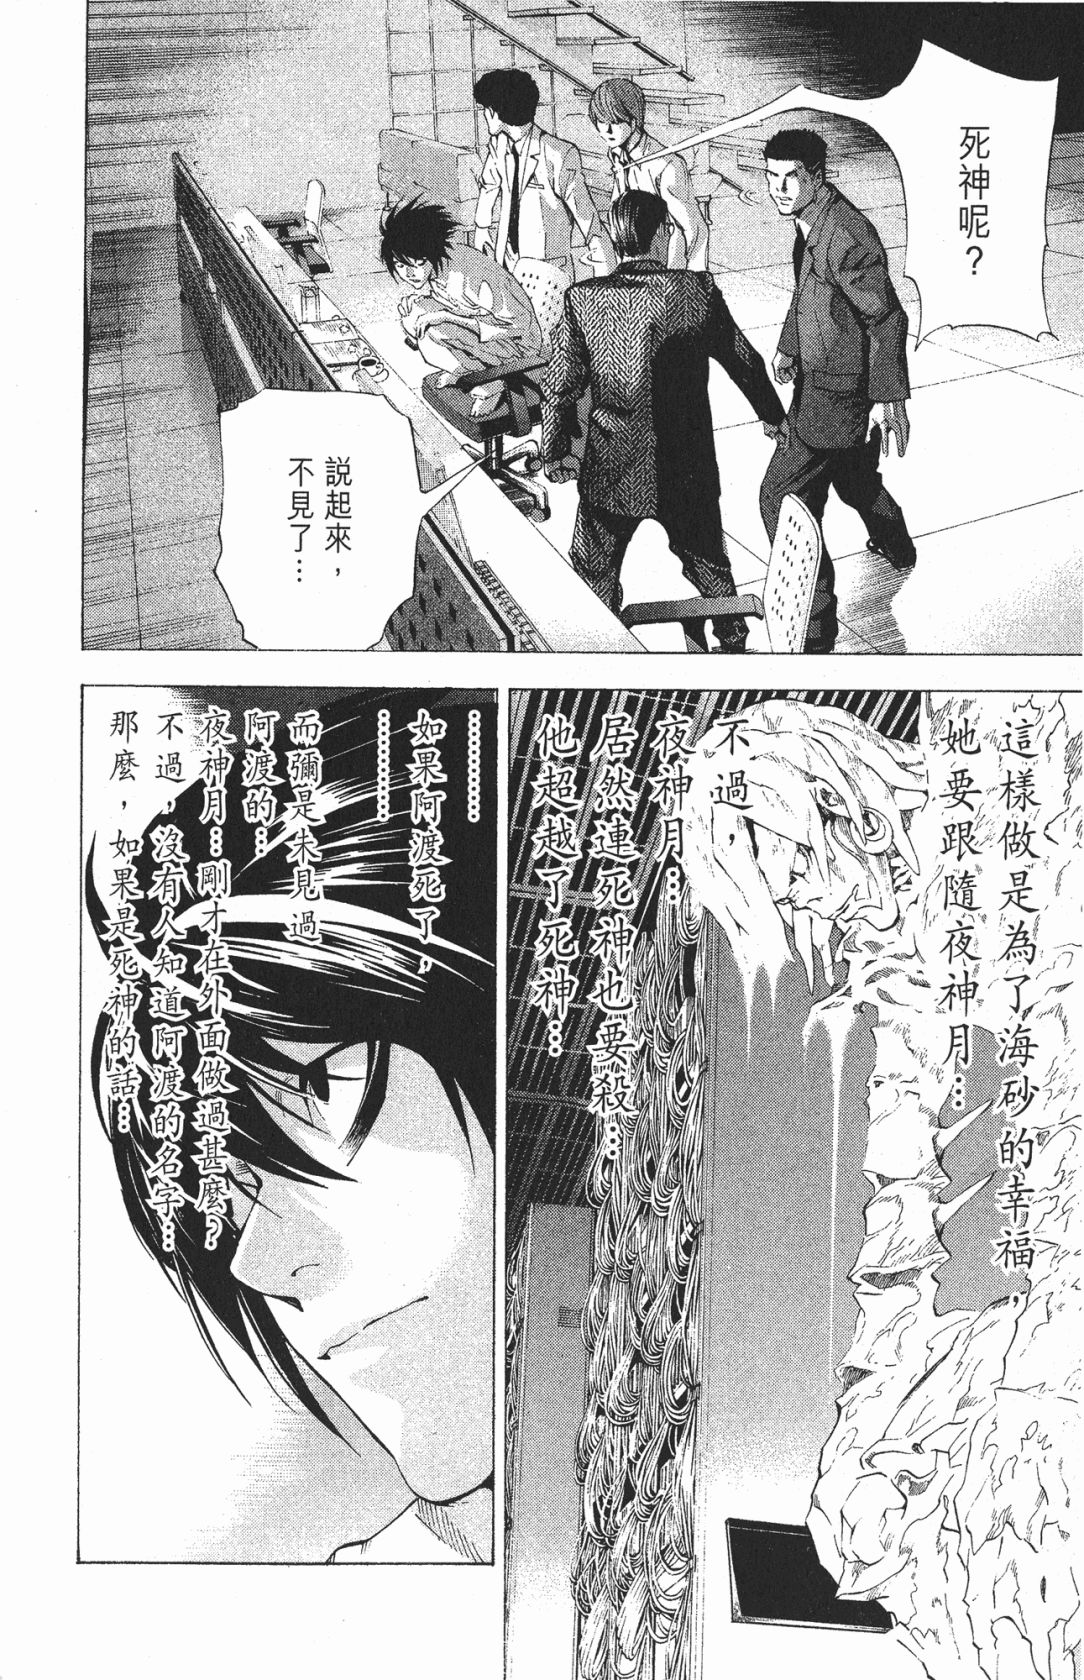 死神呢？
說起來，
不見了…
這樣做是為了海砂的幸福，
她要跟隨夜神月…
不過，
夜神月…
居然連死神也要殺…
他超越了死神…
…………
如果阿渡死了，
…………
而彌是未見過
阿渡的…
夜神月…剛才在外面做過甚麼？
不過，沒有人知道阿渡的名字…
那麼，如果是死神的話…